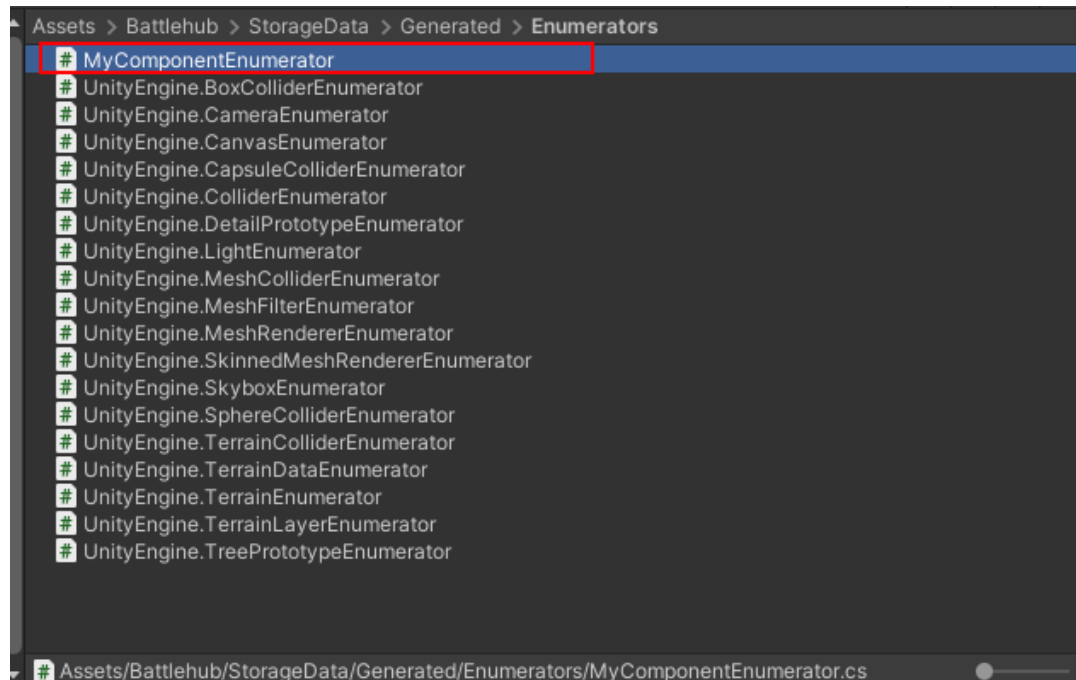 Assets > Battlehub > StorageData > Generated > Enumerators
# MyComponentEnumerator
# UnityEngine.BoxColliderEnumerator
# UnityEngine.CameraEnumerator
# UnityEngine.CanvasEnumerator
# UnityEngine.CapsuleColliderEnumerator
# UnityEngine.ColliderEnumerator
# UnityEngine.DetailPrototypeEnumerator
# UnityEngine.LightEnumerator
# UnityEngine.MeshColliderEnumerator
# UnityEngine.MeshFilterEnumerator
# UnityEngine.MeshRendererEnumerator
# UnityEngine.SkinnedMeshRendererEnumerator
# UnityEngine.SkyboxEnumerator
# UnityEngine.SphereColliderEnumerator
# UnityEngine.TerrainColliderEnumerator
# UnityEngine.TerrainDataEnumerator
# UnityEngine.TerrainEnumerator
# UnityEngine.TerrainLayerEnumerator
# UnityEngine.TreePrototypeEnumerator
# Assets/Battlehub/StorageData/Generated/Enumerators/MyComponentEnumerator.cs